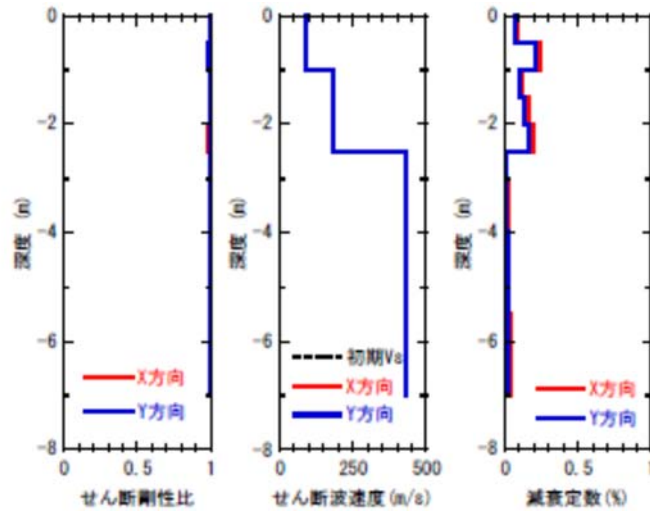 0
-2
-4
-6
-8
深度 (m)
X方向
Y方向
0 0.5 1
せん断剛性比
0
-2
-4
-6
-8
深度 (m)
初期Vs
X方向
Y方向
0 250 500
せん断波速度(m/s)
0
-2
-4
-6
-8
深度 (m)
X方向
Y方向
0 0.5 1
減衰定数(%)